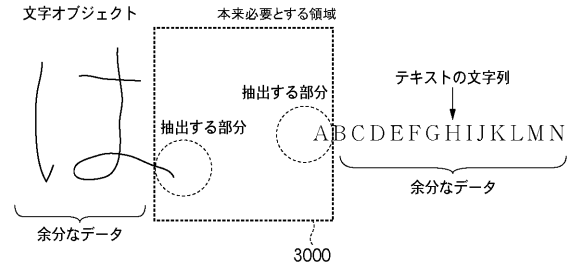 文字オブジェクト
本来必要とする領域
抽出する部分
テキストの文字列
抽出する部分
は
ABCDEFGHIJKLMN
余分なデータ
余分なデータ
3000